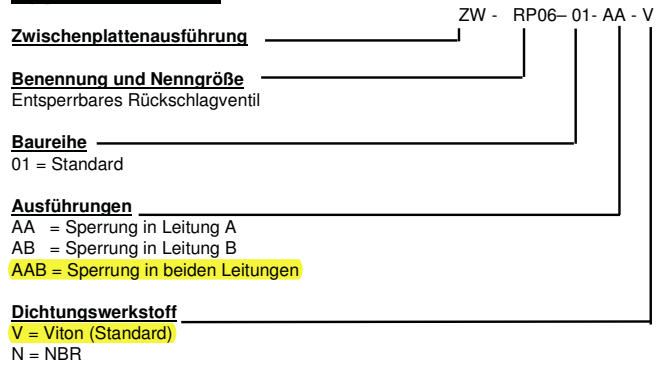 ZW - RP06– 01- AA - V
Zwischenplattenausführung
Benennung und Nenngröße
Entsperrbares Rückschlagventil
Baureihe
01 = Standard
Ausführungen
AA = Sperrung in Leitung A
AB = Sperrung in Leitung B
AAB = Sperrung in beiden Leitungen
Dichtungswerkstoff
V = Viton (Standard)
N = NBR